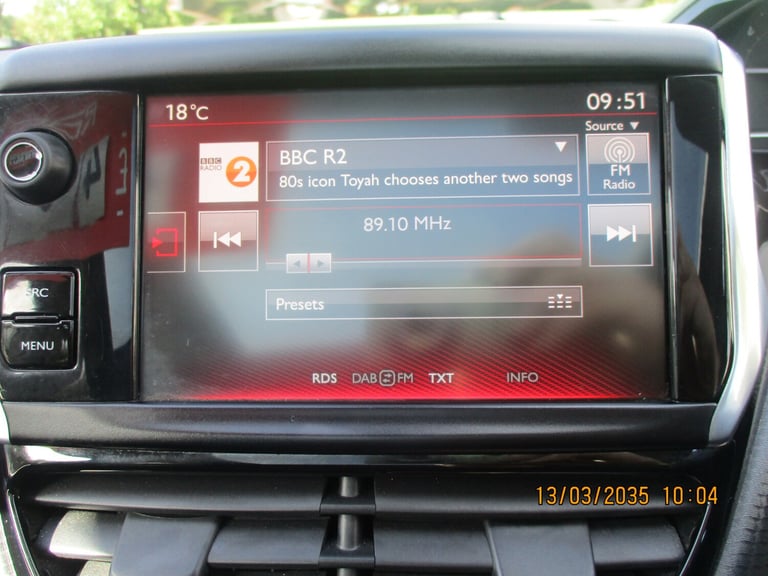 18°C
09:51
Source ▼
BBC RADIO 2
BBC R2
80s icon Toyah chooses another two songs
FM
Radio
89.10 MHz
SRC
MENU
Presets
RDS DAB FM TXT INFO
13/03/2035 10:04